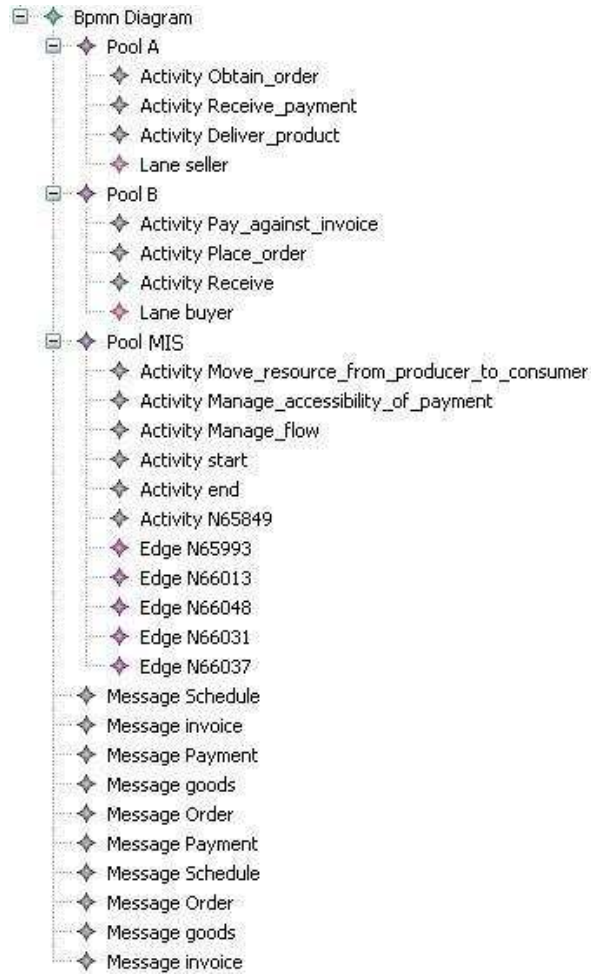 Bpmn Diagram
Pool A
Activity Obtain_order
Activity Receive_payment
Activity Deliver_product
Lane seller
Pool B
Activity Pay_against_invoice
Activity Place_order
Activity Receive
Lane buyer
Pool MIS
Activity Move_resource_from_producer_to_consumer
Activity Manage_accessibility_of_payment
Activity Manage_flow
Activity start
Activity end
Activity N65849
Edge N65993
Edge N66013
Edge N66048
Edge N66031
Edge N66037
Message Schedule
Message invoice
Message Payment
Message goods
Message Order
Message Payment
Message Schedule
Message Order
Message goods
Message invoice